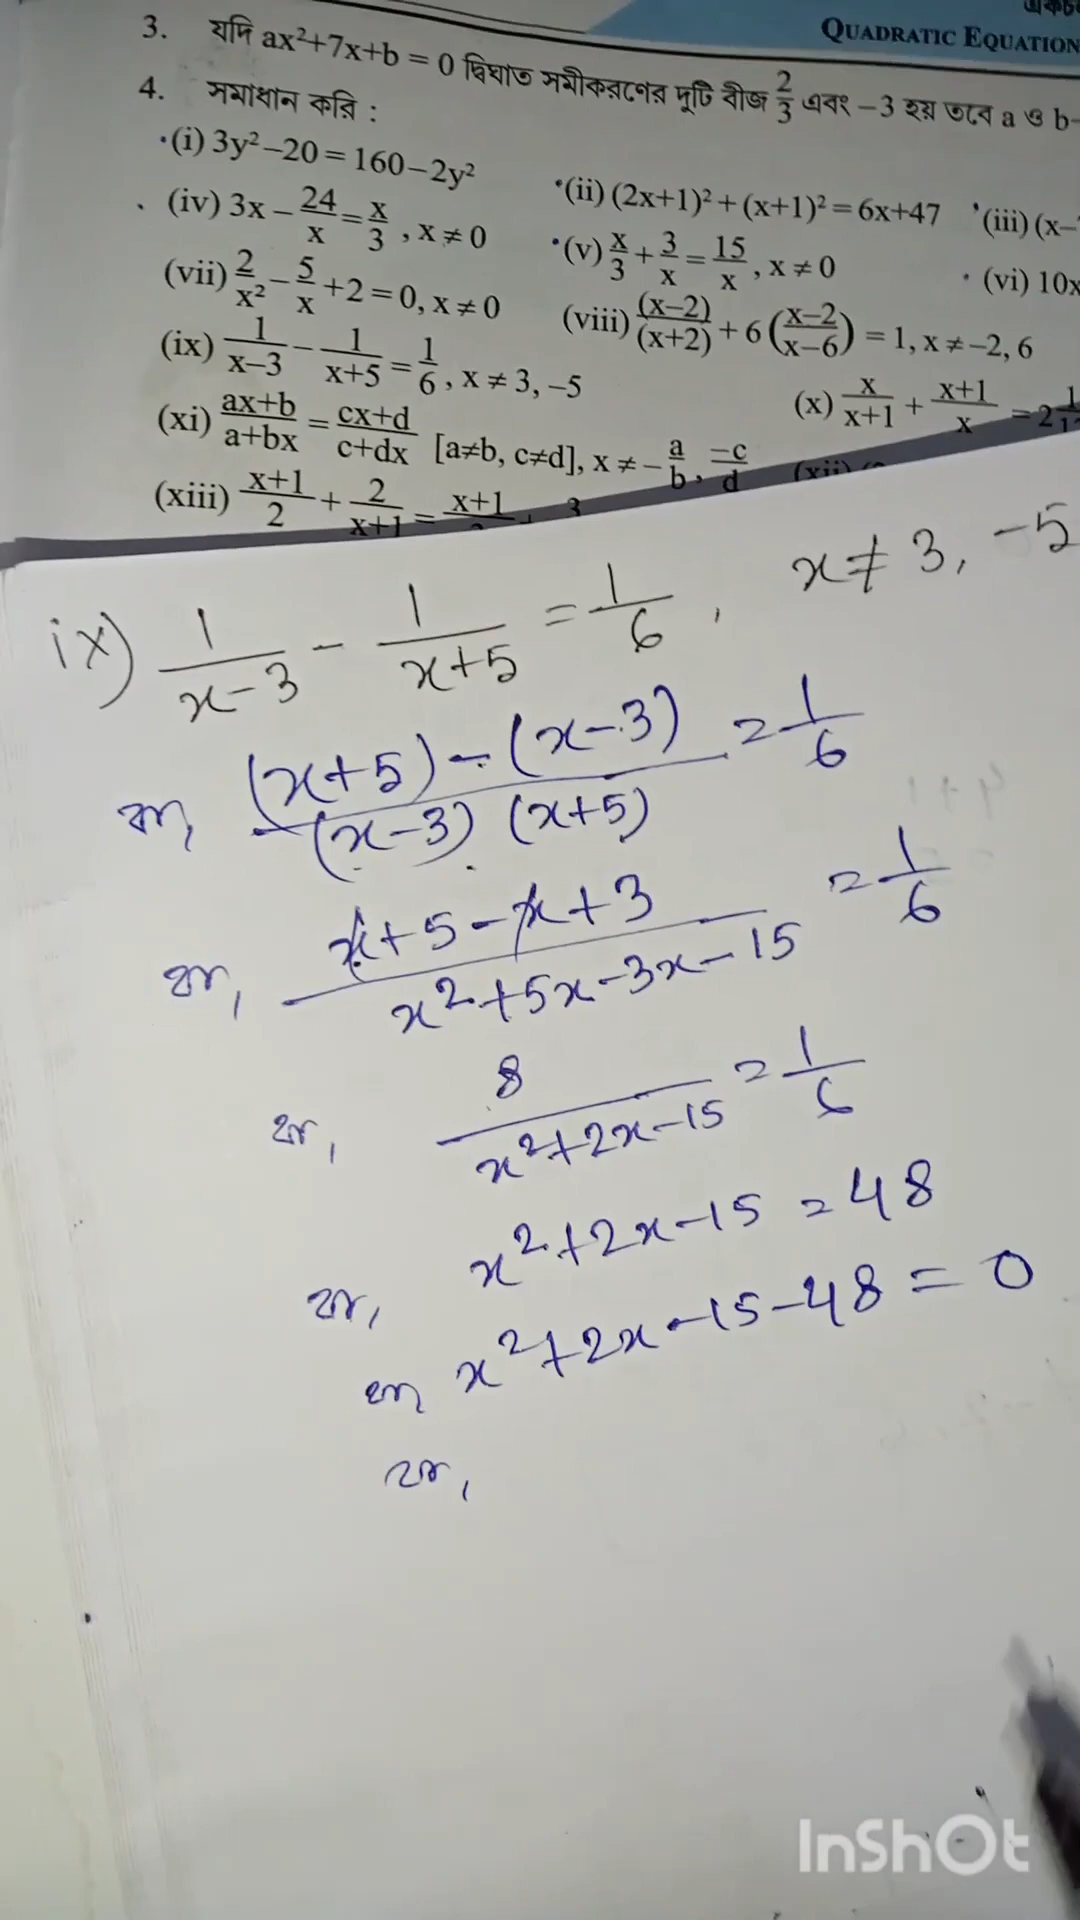 QUADRATIC EQUATION
3. যদি ax²+7x+b = 0 দ্বিঘাত সমীকরণের দুটি বীজ 2/3 এবং –3 হয় তবে a ও b-
4. সমাধান করি :
(i) 3y²–20 = 160–2y² (ii) (2x+1)² + (x+1)² = 6x+47 (iii) (x–
(iv) 3x – 24/x = x/3 , x ≠ 0 (v) x/3 + 3/x = 15/x , x ≠ 0 (vi) 10x
(vii) 2/x² – 5/x + 2 = 0, x ≠ 0 (viii) (x–2)/(x+2) + 6 (x–2/x–6) = 1, x ≠ –2, 6
(ix) 1/x–3 – 1/x+5 = 1/6 , x ≠ 3, –5 (x) x/x+1 + x+1/x = 2 1/1
(xi) ax+b/a+bx = cx+d/c+dx [a≠b, c≠d], x ≠ – a/b, –c/d (xii)
(xiii) x+1/2 + 2/x+1 = x+1/ + 3
ix) 1/x-3 - 1/x+5 = 1/6 , x ≠ 3, -5
বা, (x+5) - (x-3)/(x-3) (x+5) = 1/6
বা, x+5-x+3/x²+5x-3x-15 = 1/6
বা, 8/x²+2x-15 = 1/6
বা, x²+2x-15 = 48
বা, x²+2x-15-48 = 0
বা,
InShOt